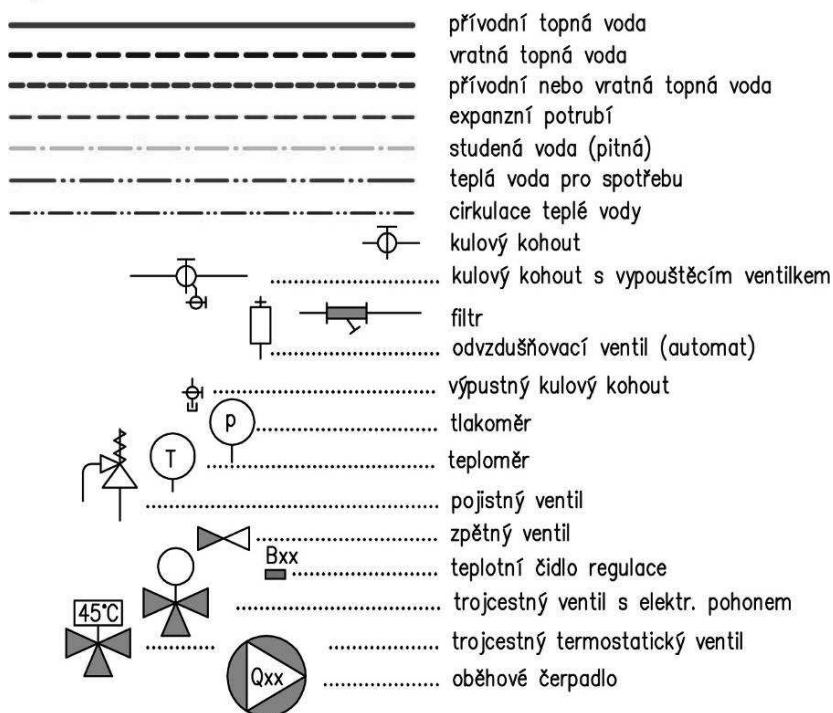 přívodní topná voda
vratná topná voda
přívodní nebo vratná topná voda
expanzní potrubí
studená voda (pitná)
teplá voda pro spotřebu
cirkulace teplé vody
kulový kohout
kulový kohout s vypouštěcím ventilkem
filtr
odvzdušňovací ventil (automat)
výpustný kulový kohout
p
tlakoměr
T
teploměr
pojistný ventil
zpětný ventil
Bxx
teplotní čidlo regulace
trojcestný ventil s elektr. pohonem
45°C
trojcestný termostatický ventil
Qxx
oběhové čerpadlo